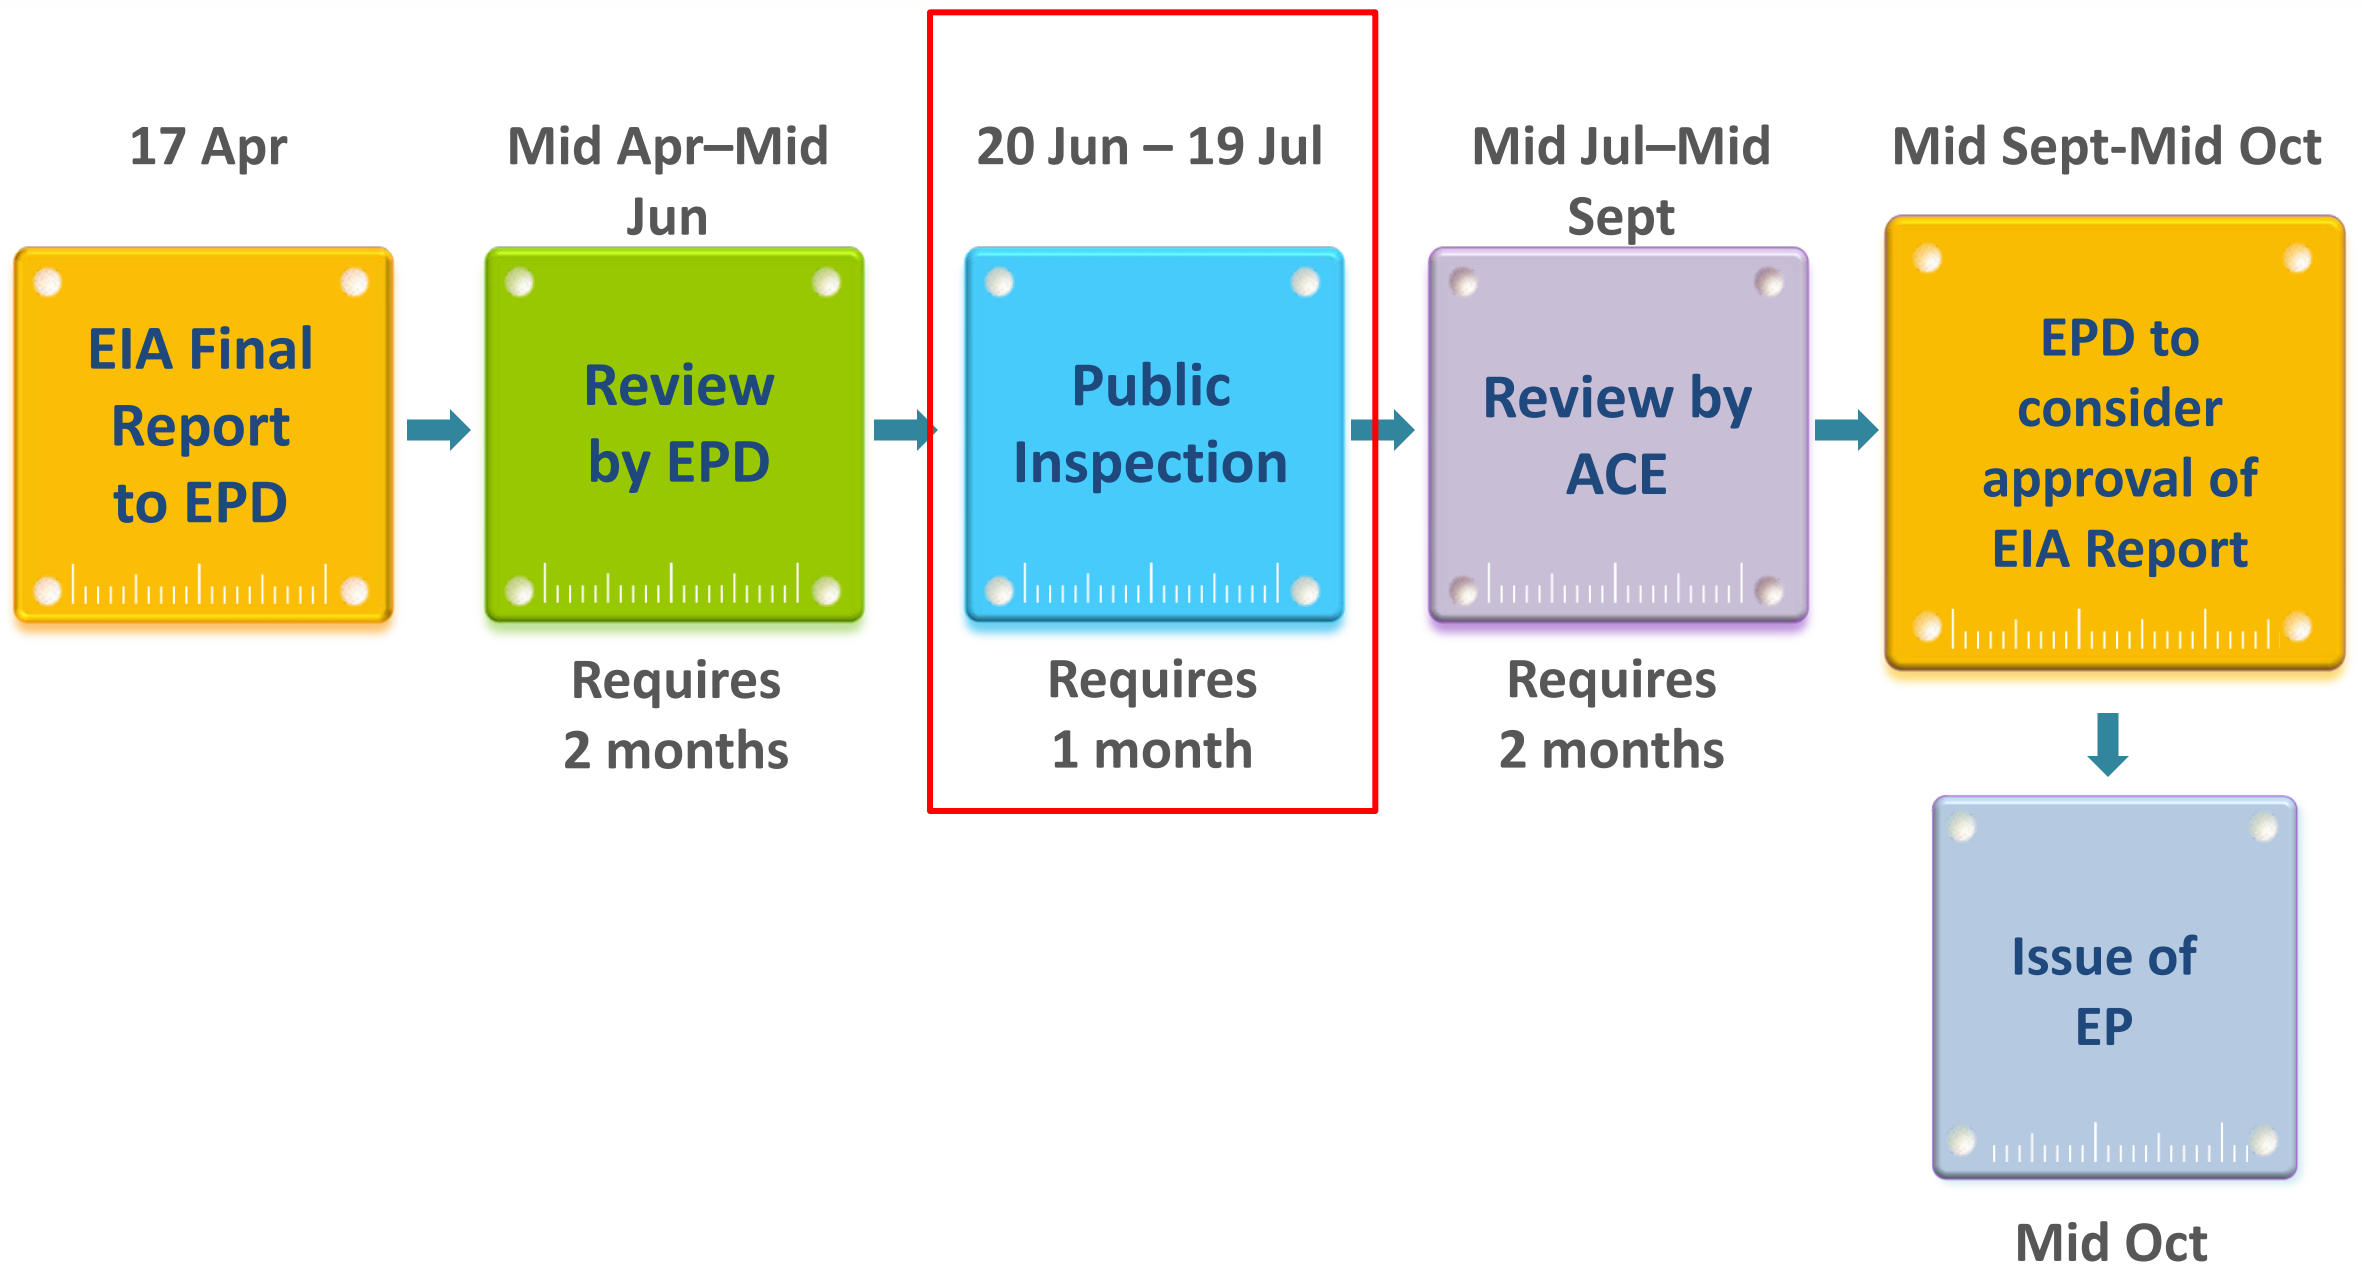 17 Apr
EIA Final
Report
to EPD
Mid Apr–Mid
Jun
Review
by EPD
Requires
2 months
20 Jun – 19 Jul
Public
Inspection
Requires
1 month
Mid Jul–Mid
Sept
Review by
ACE
Requires
2 months
Mid Sept-Mid Oct
EPD to
consider
approval of
EIA Report
Issue of
EP
Mid Oct